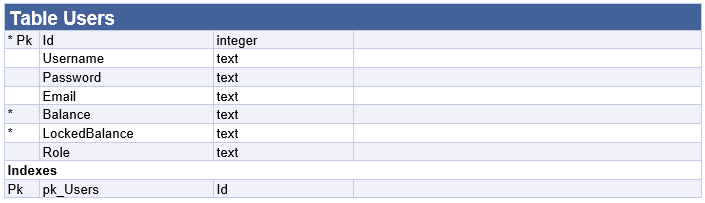 Table Users
* Pk Id integer
Username text
Password text
Email text
* Balance text
* LockedBalance text
Role text
Indexes
Pk pk_Users Id